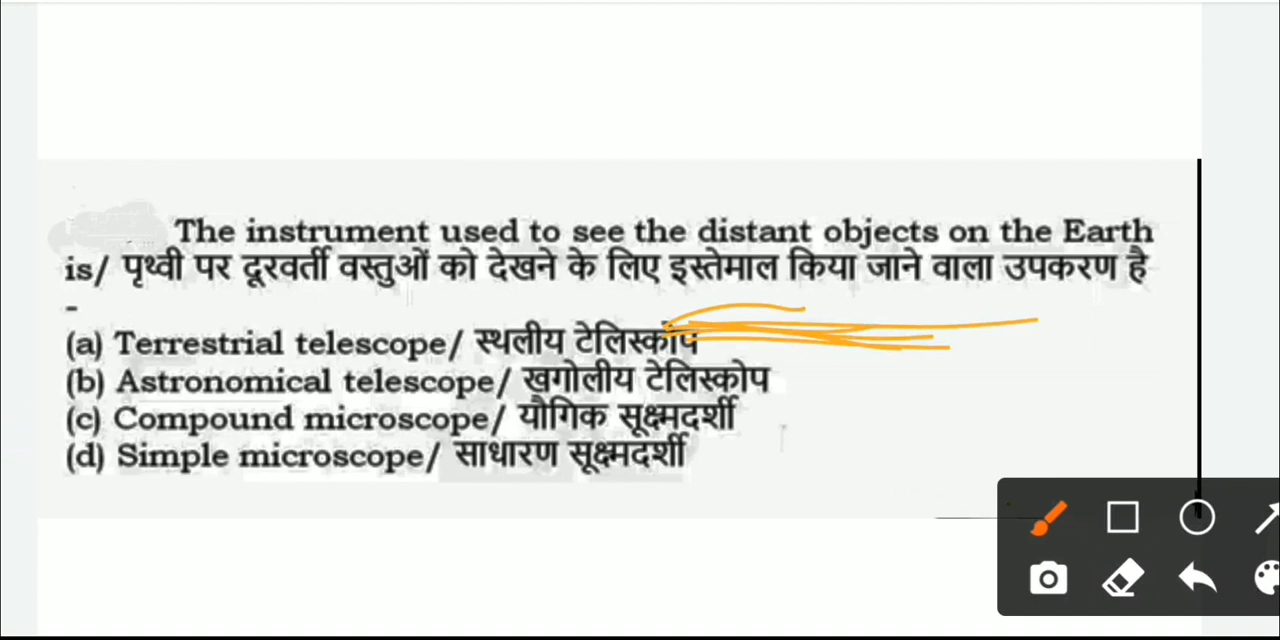 The instrument used to see the distant objects on the Earth
is/ पृथ्वी पर दूरवर्ती वस्तुओं को देखने के लिए इस्तेमाल किया जाने वाला उपकरण है
-
(a) Terrestrial telescope/ स्थलीय टेलिस्कोप
(b) Astronomical telescope/ खगोलीय टेलिस्कोप
(c) Compound microscope/ यौगिक सूक्ष्मदर्शी
(d) Simple microscope/ साधारण सूक्ष्मदर्शी